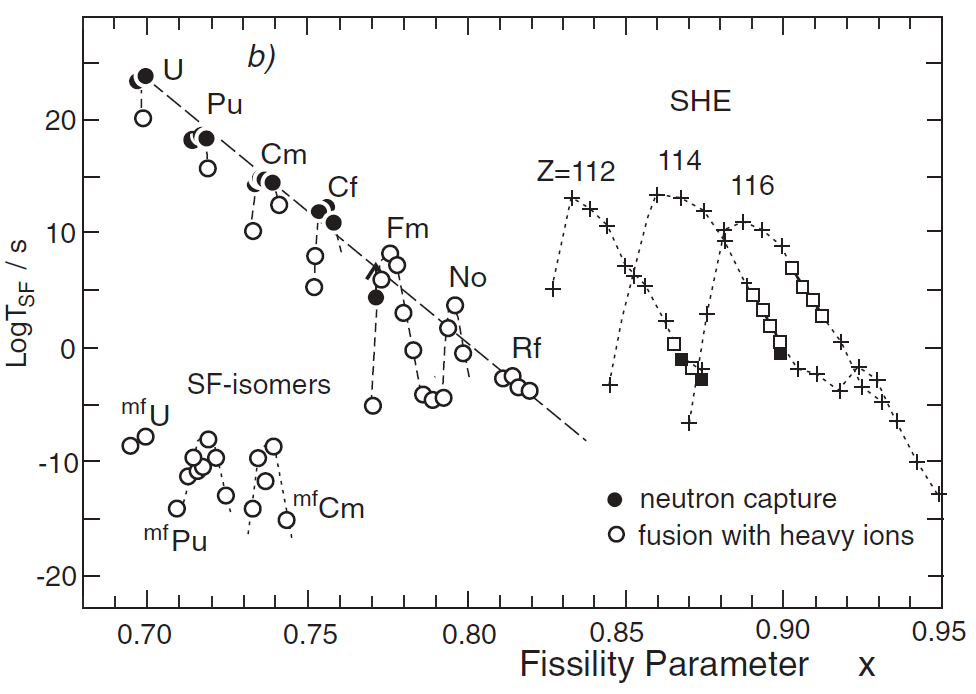 b)
U
Pu
Cm
Cf
Fm
No
Rf
SHE
Z=112
114
116
SF-isomers
mfU
mfPu
mfCm
neutron capture
fusion with heavy ions
LogTSF / s
20
10
0
-10
-20
0.70
0.75
0.80
0.85
0.90
0.95
Fissility Parameter x